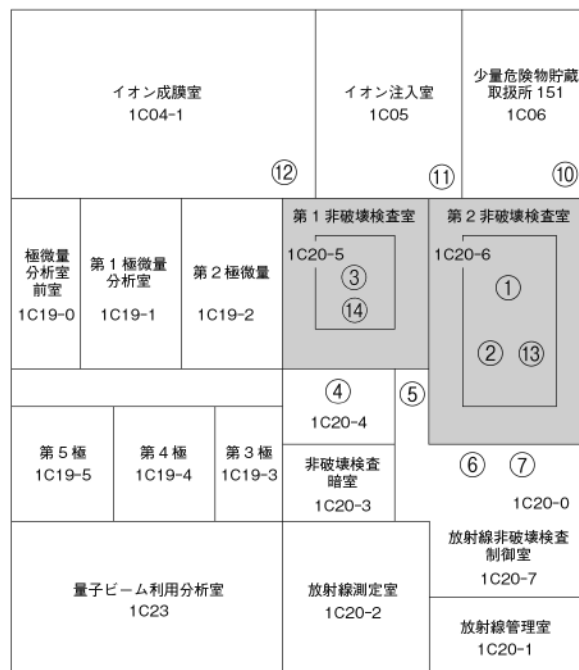 イオン成膜室
1C04-1
⑫
イオン注入室
1C05
⑪
少量危険物貯蔵
取扱所 151
1C06
⑩
極微量
分析室
前室
1C19-0
第１極微量
分析室
1C19-1
第２極微量
1C19-2
第１非破壊検査室
1C20-5
③
⑭
第２非破壊検査室
1C20-6
①
② ⑬
④
1C20-4
⑤
第５極
1C19-5
第４極
1C19-4
第３極
1C19-3
非破壊検査
暗室
1C20-3
⑥ ⑦
1C20-0
放射線非破壊検査
制御室
1C20-7
量子ビーム利用分析室
1C23
放射線測定室
1C20-2
放射線管理室
1C20-1